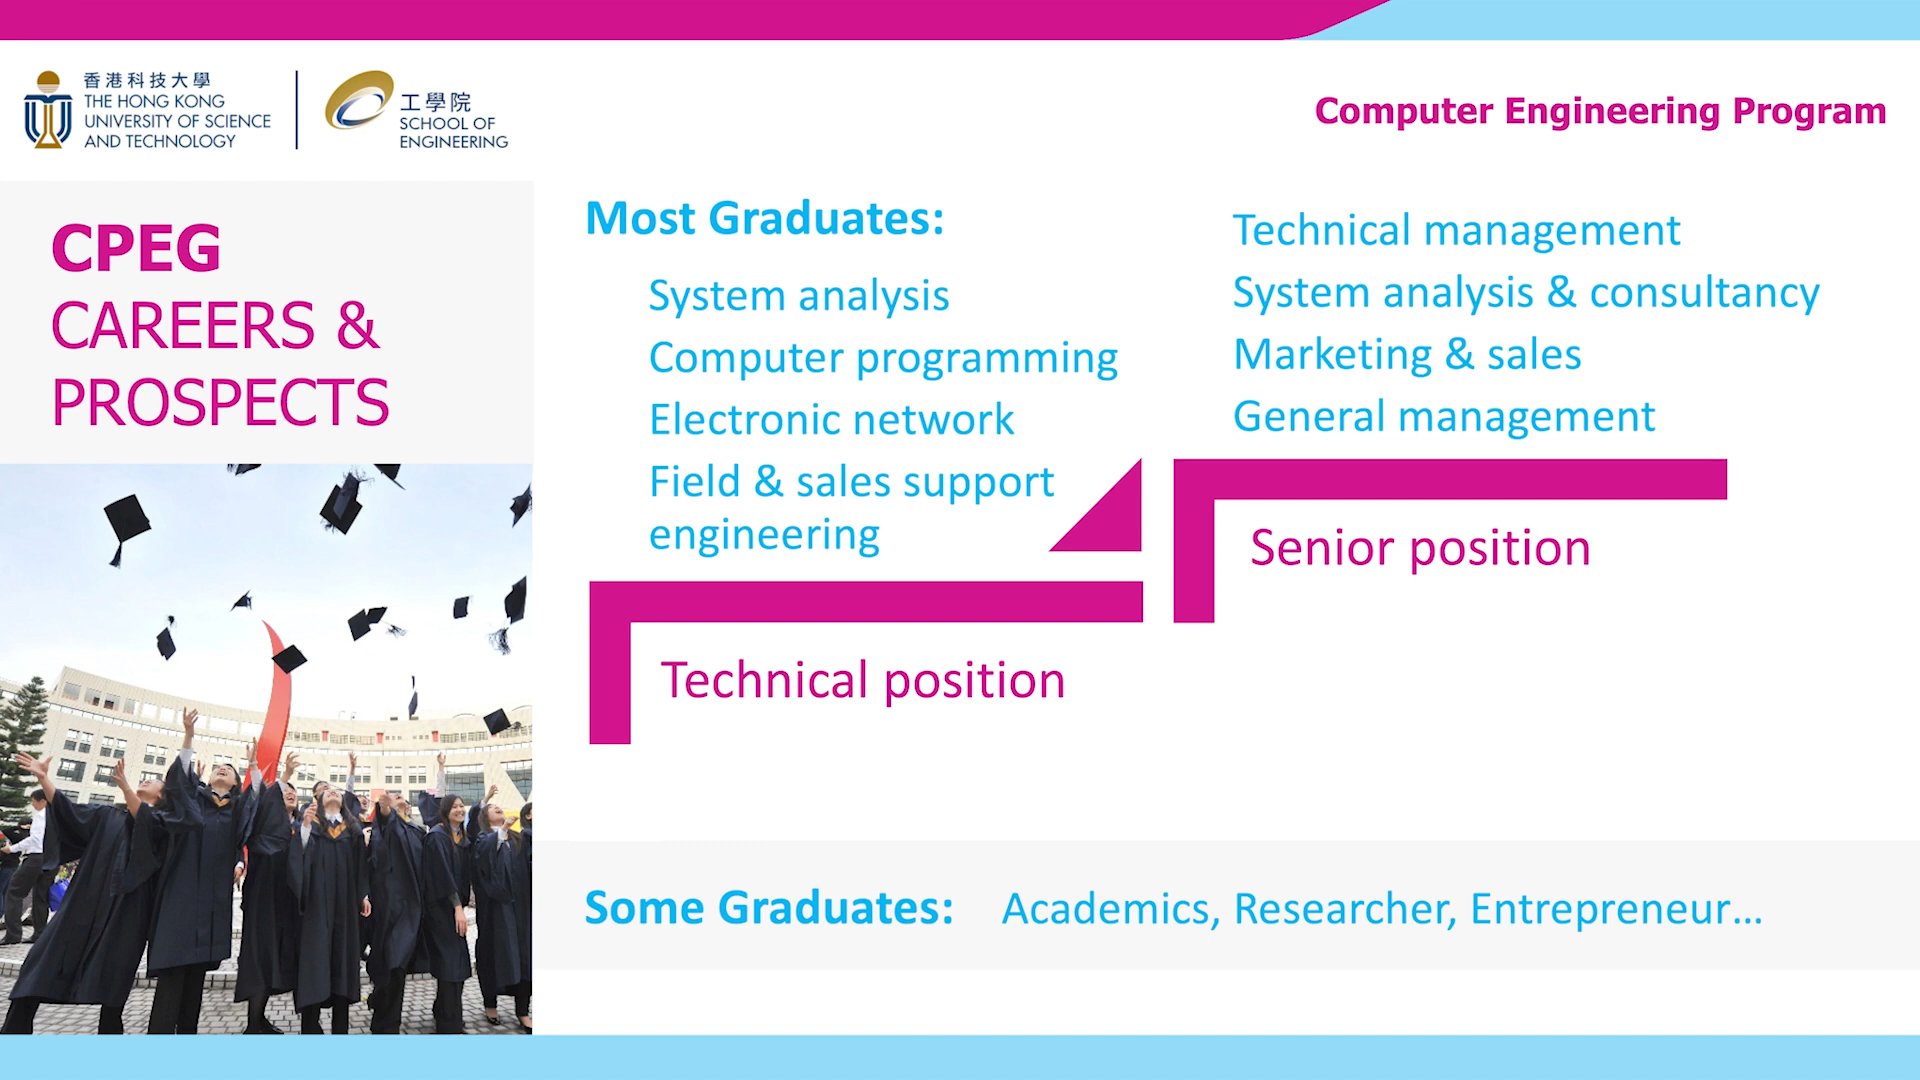 香港科技大學
THE HONG KONG
UNIVERSITY OF SCIENCE
AND TECHNOLOGY
工學院
SCHOOL OF
ENGINEERING
Computer Engineering Program
CPEG
CAREERS &
PROSPECTS
Most Graduates:
System analysis
Computer programming
Electronic network
Field & sales support
engineering
Technical position
Technical management
System analysis & consultancy
Marketing & sales
General management
Senior position
Some Graduates: Academics, Researcher, Entrepreneur...